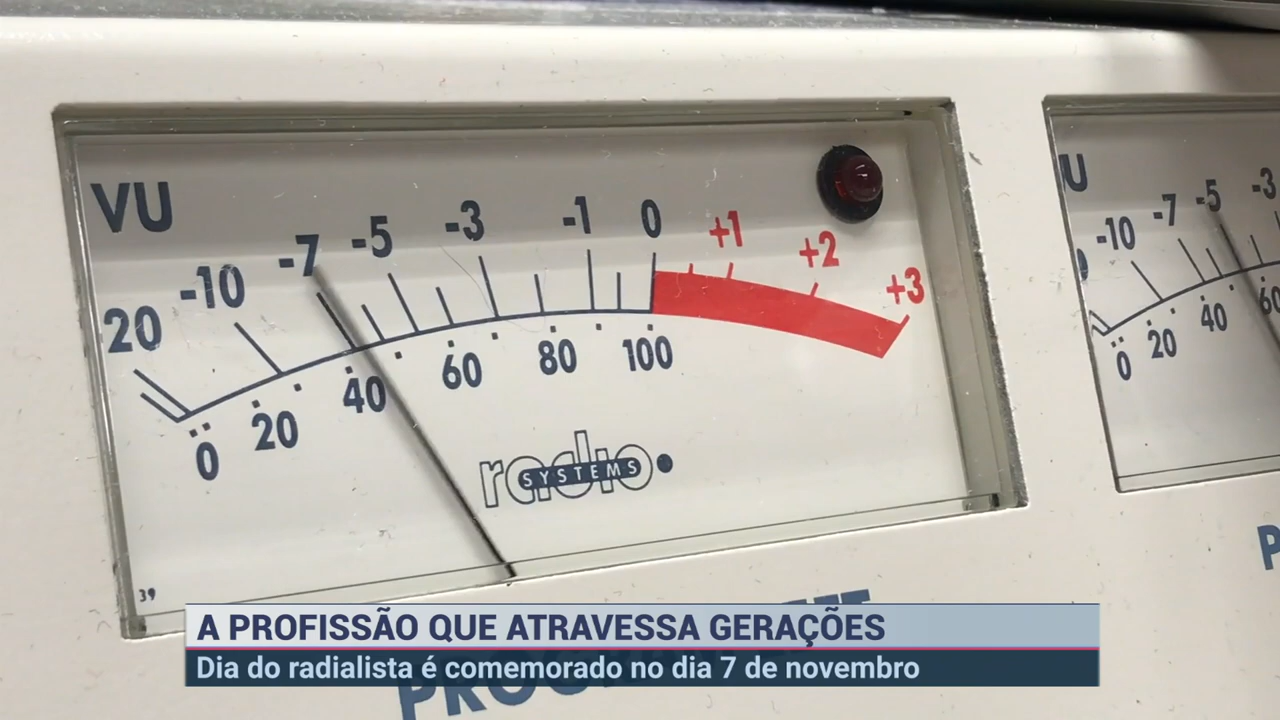 VU
20 -10 -7 -5 -3 -1 0 +1 +2 +3
0 20 40 60 80 100
radio
SYSTEMS
39
-10 -7 -5 -3
0 20 40 60
A PROFISSÃO QUE ATRAVESSA GERAÇÕES
Dia do radialista é comemorado no dia 7 de novembro